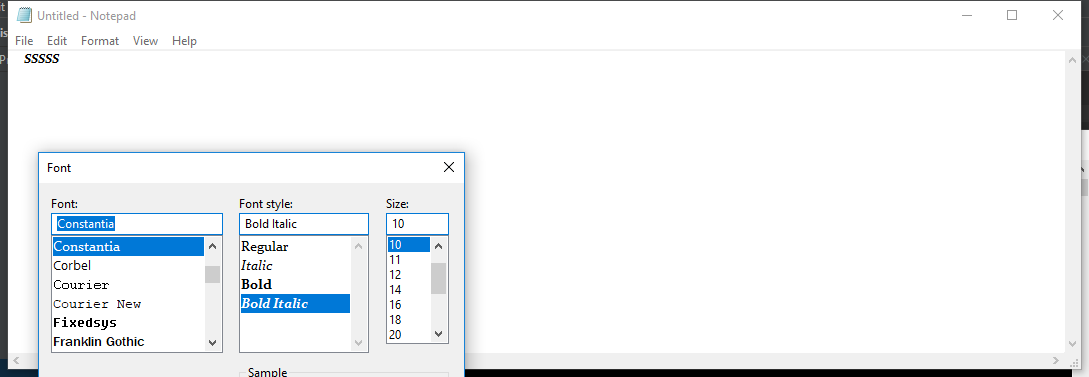 Untitled - Notepad
File Edit Format View Help
SSSSS
Font
Font: Font style: Size:
Constantia Bold Italic 10
Constantia Regular 10
Corbel Italic 11
Courier Bold 12
Courier New Bold Italic 14
Fixedsys 16
Franklin Gothic 18
20
Sample